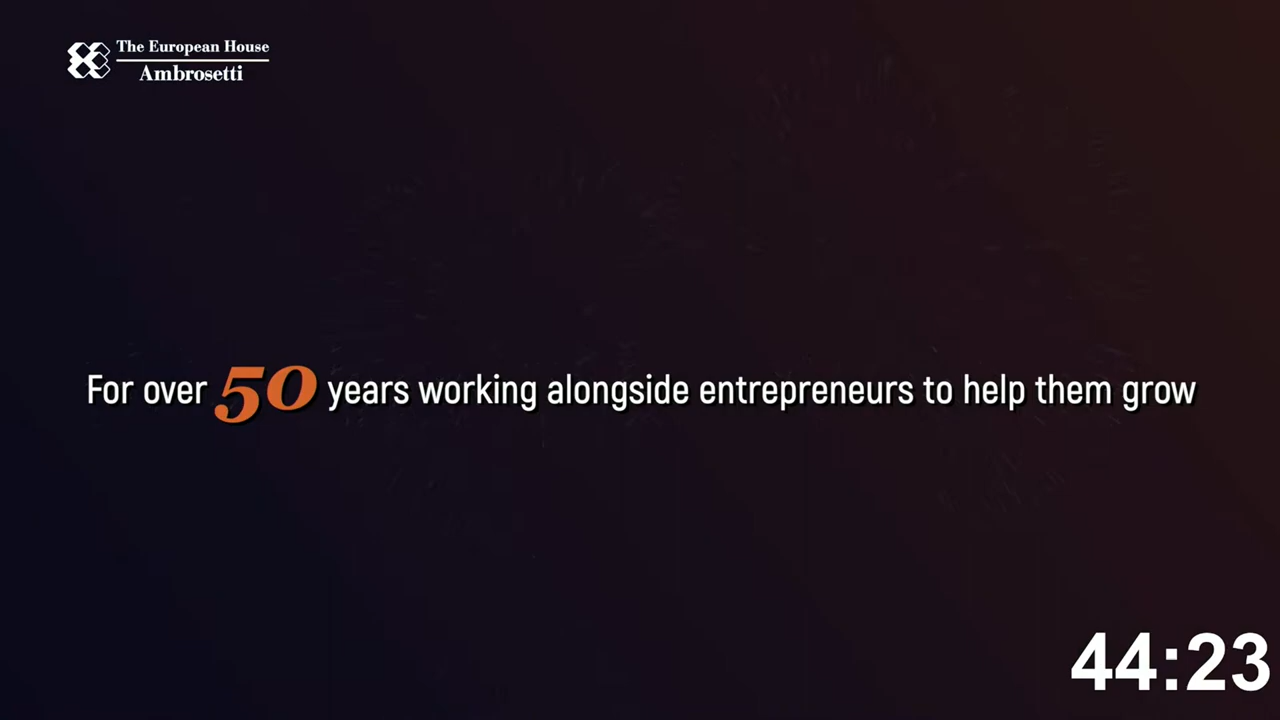 The European House
Ambrosetti
For over 50 years working alongside entrepreneurs to help them grow
44:23